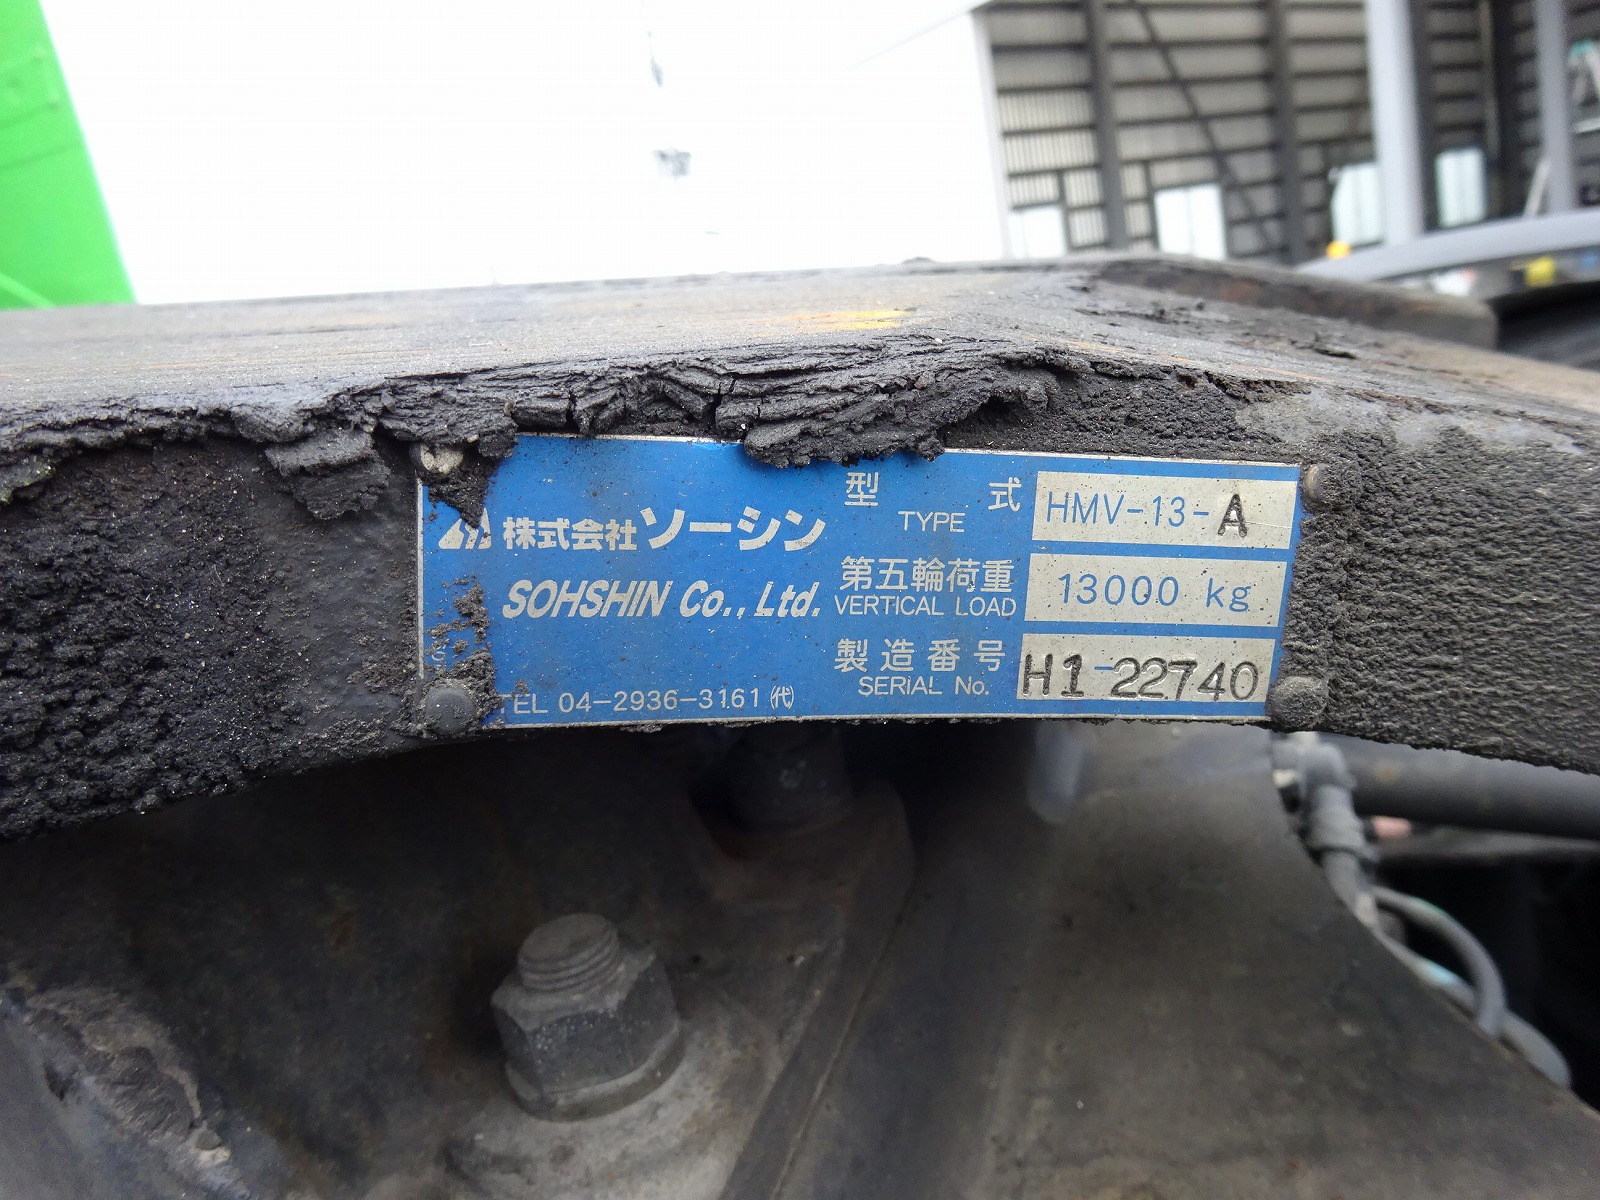 株式会社ソーシン
SOHSHIN Co., Ltd.
TEL 04-2936-3161 ㈹
型 式 HMV-13-A
TYPE
第五輪荷重 13000 kg
VERTICAL LOAD
製造番号 H1-22740
SERIAL No.